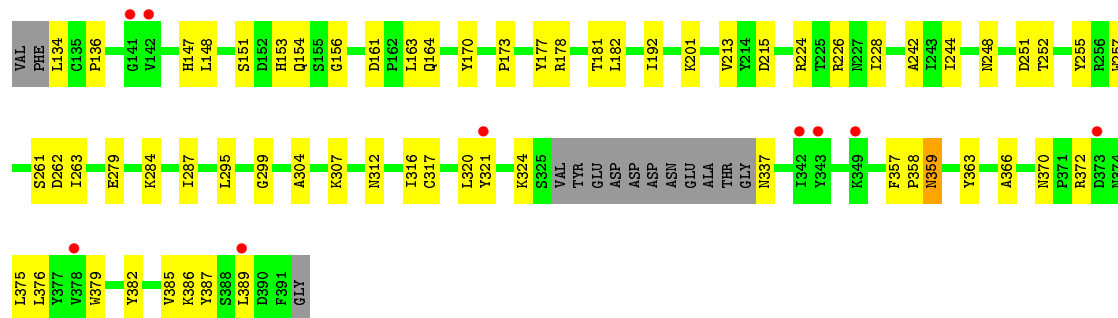 VAL PHE L134 C135 P136 G141 V142 H147 L148 S151 D152 H153 Q154 S155 G156 D161 P162 L163 Q164 Y170 P173 Y177 R178 T181 L182 I192 K201 V213 Y214 D215 R224 T225 R226 N227 I228 A242 I243 I244 N248 D251 T252 Y255 R256 W257
S261 D262 I263 E279 K284 I287 L295 G299 A304 K307 N312 I316 C317 L320 Y321 K324 S325 VAL TYR GLU ASP ASP ASP ASN GLU ALA THR GLY N337 I342 Y343 K349 F357 P358 N359 Y363 A366 N370 P371 R372 D373 N374
L375 L376 Y377 V378 W379 Y382 V385 K386 Y387 S388 L389 D390 F391 GLY